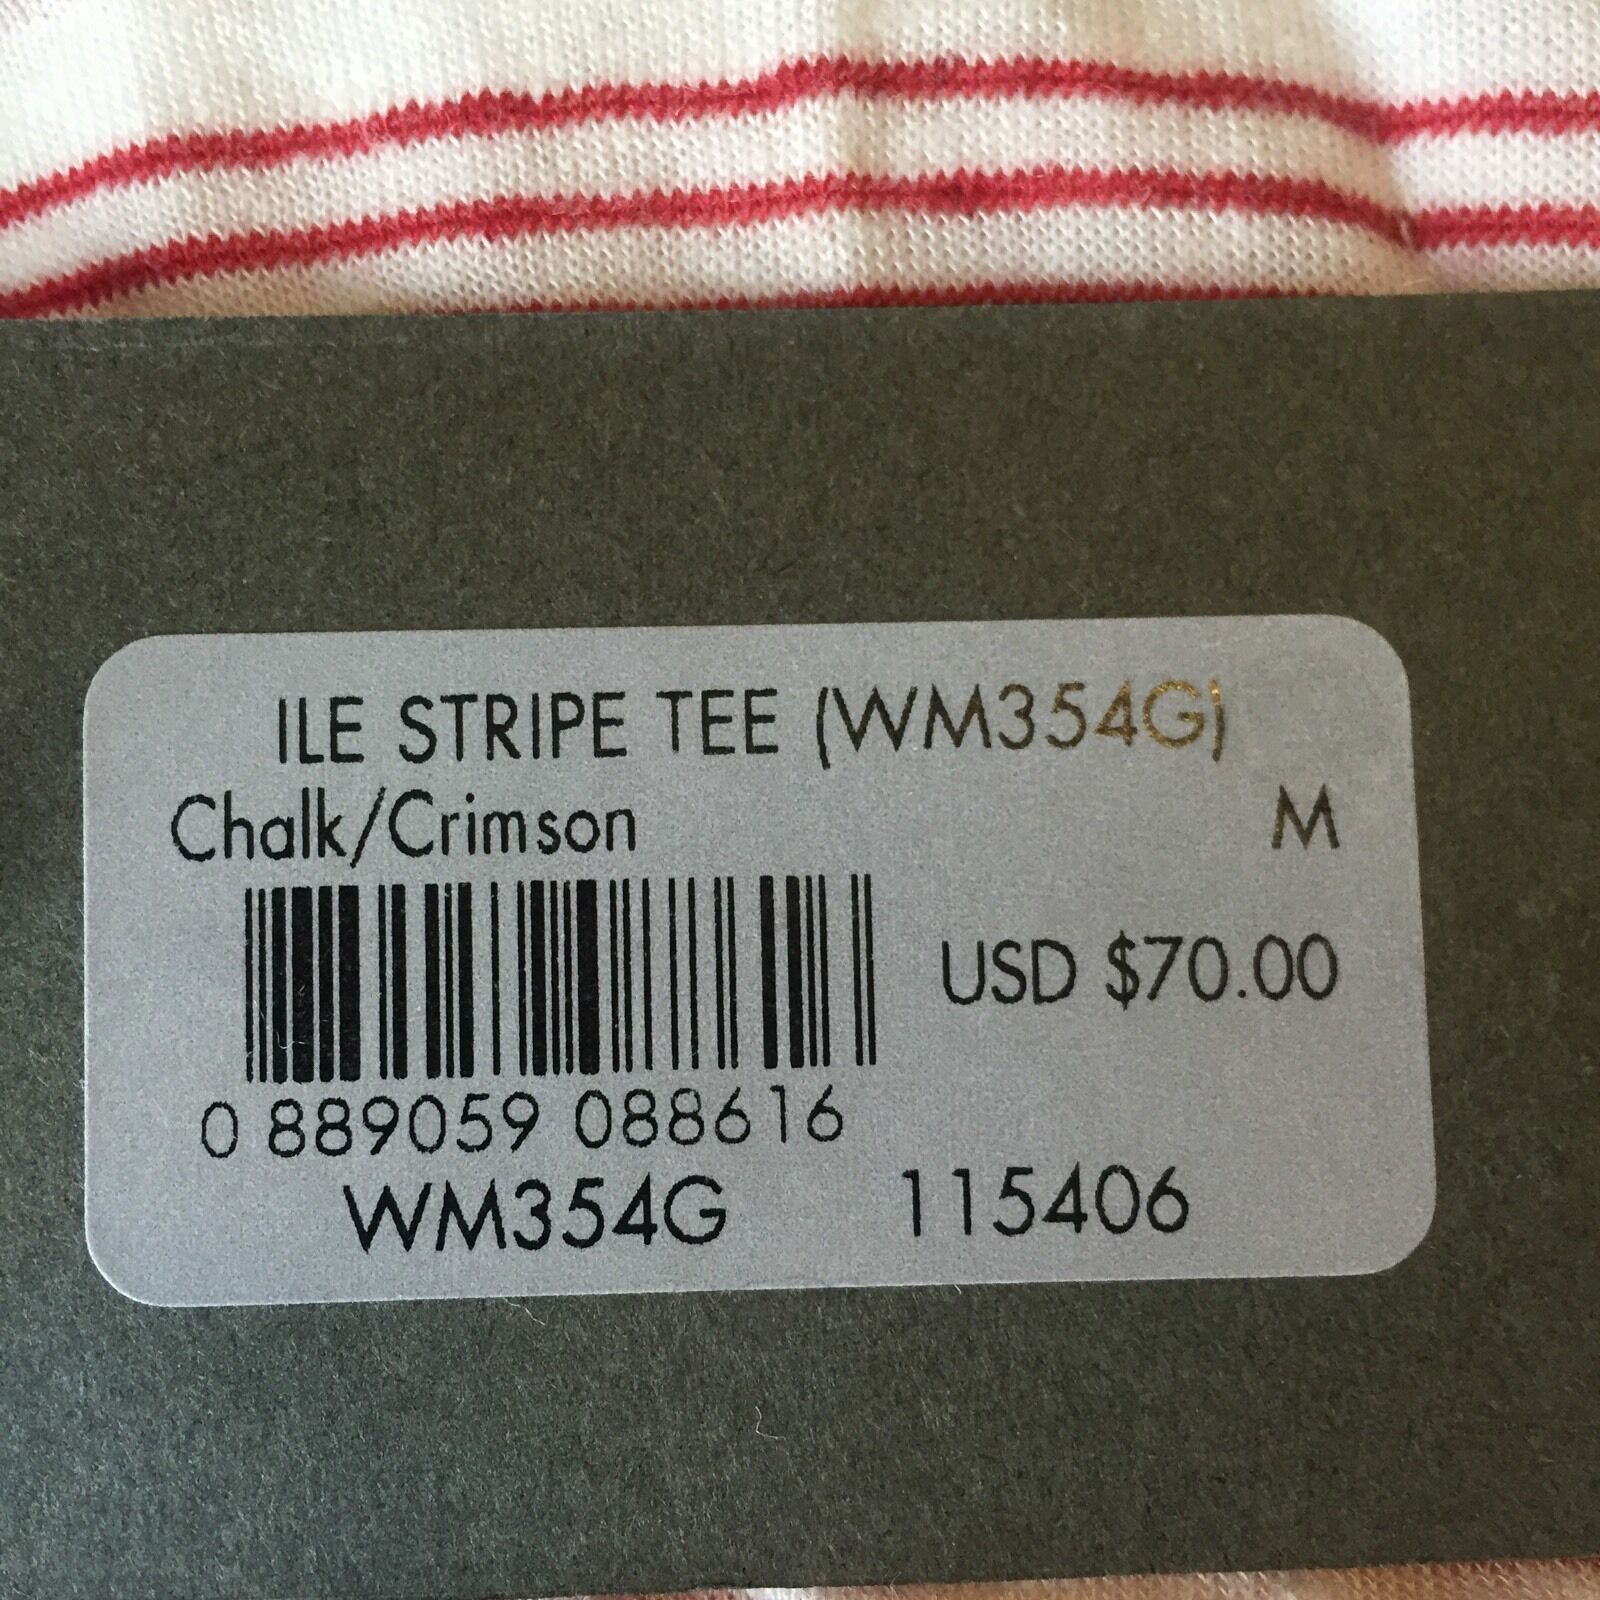 ILE STRIPE TEE (WM354G)
Chalk/Crimson M
USD $70.00
0 889059 088616
WM354G 115406